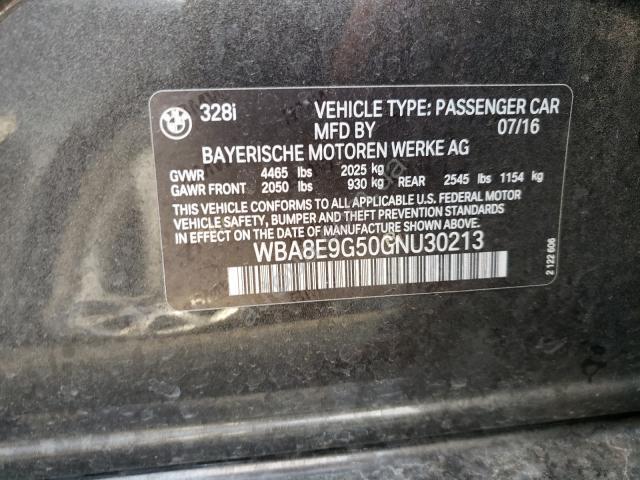 328i VEHICLE TYPE: PASSENGER CAR
MFD BY 07/16
BAYERISCHE MOTOREN WERKE AG
GVWR 4465 lbs 2025 kg
GAWR FRONT 2050 lbs 930 kg REAR 2545 lbs 1154 kg
THIS VEHICLE CONFORMS TO ALL APPLICABLE U.S. FEDERAL MOTOR
VEHICLE SAFETY, BUMPER AND THEFT PREVENTION STANDARDS
IN EFFECT ON THE DATE OF MANUFACTURE SHOWN ABOVE.
WBA8E9G50GNU30213
2 122 606